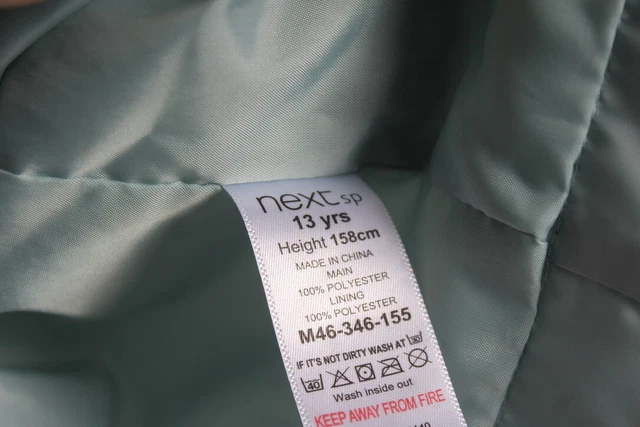 next sp
13 yrs
Height 158cm
MADE IN CHINA
MAIN
100% POLYESTER
LINING
100% POLYESTER
M46-346-155
IF IT'S NOT DIRTY WASH AT 30
40
Wash inside out
KEEP AWAY FROM FIRE